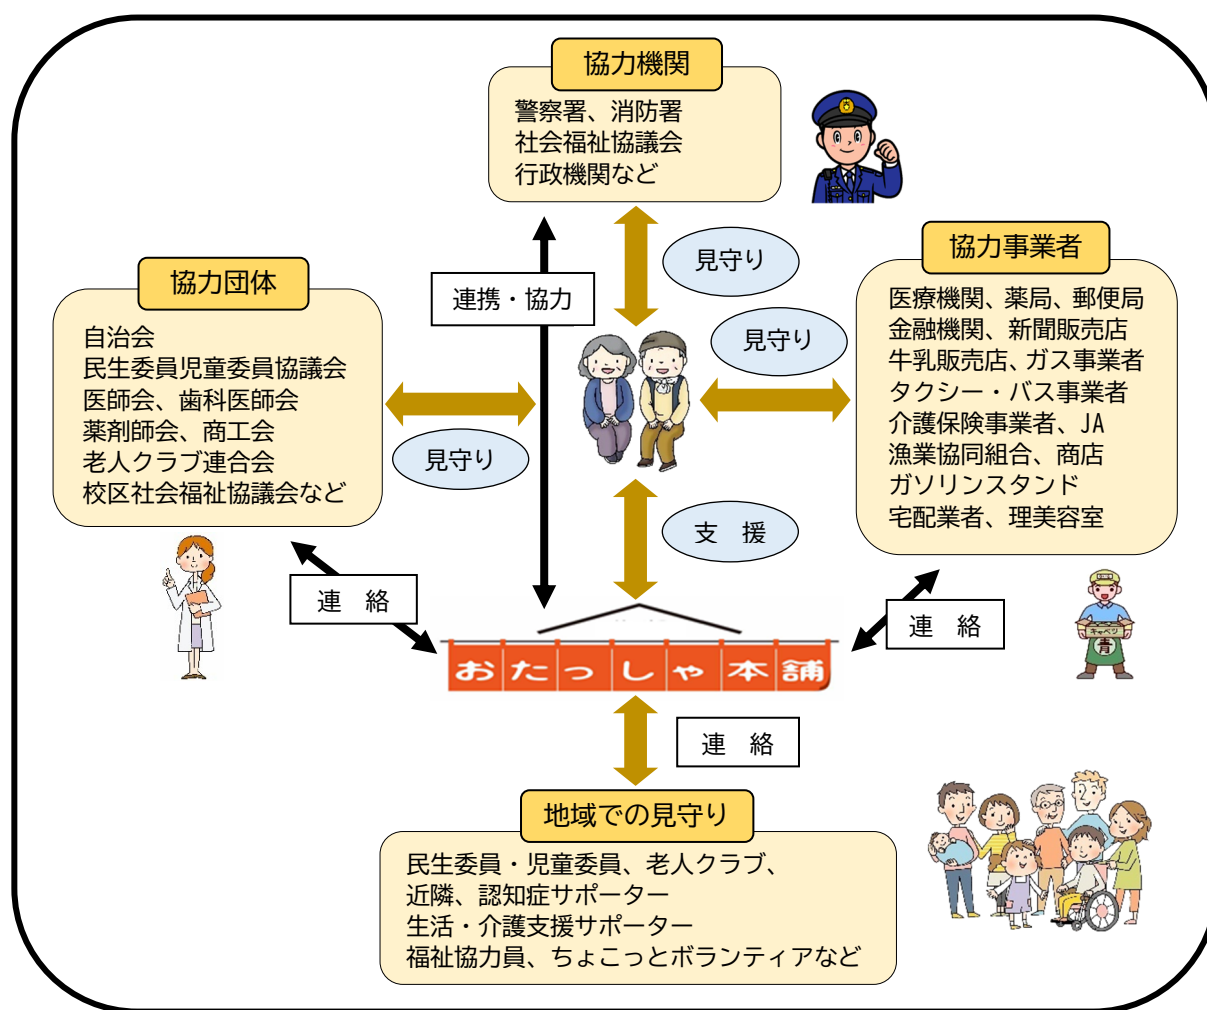 協力機関
警察署、消防署
社会福祉協議会
行政機関など
見守り
協力事業者
医療機関、薬局、郵便局
金融機関、新聞販売店
牛乳販売店、ガス事業者
タクシー・バス事業者
介護保険事業者、JA
漁業協同組合、商店
ガソリンスタンド
宅配業者、理美容室
協力団体
自治会
民生委員児童委員協議会
医師会、歯科医師会
薬剤師会、商工会
老人クラブ連合会
校区社会福祉協議会など
連携・協力
見守り
見守り
支 援
連 絡
連 絡
キャベツ
青
おたっしゃ本舗
連 絡
地域での見守り
民生委員・児童委員、老人クラブ、
近隣、認知症サポーター
生活・介護支援サポーター
福祉協力員、ちょこっとボランティアなど